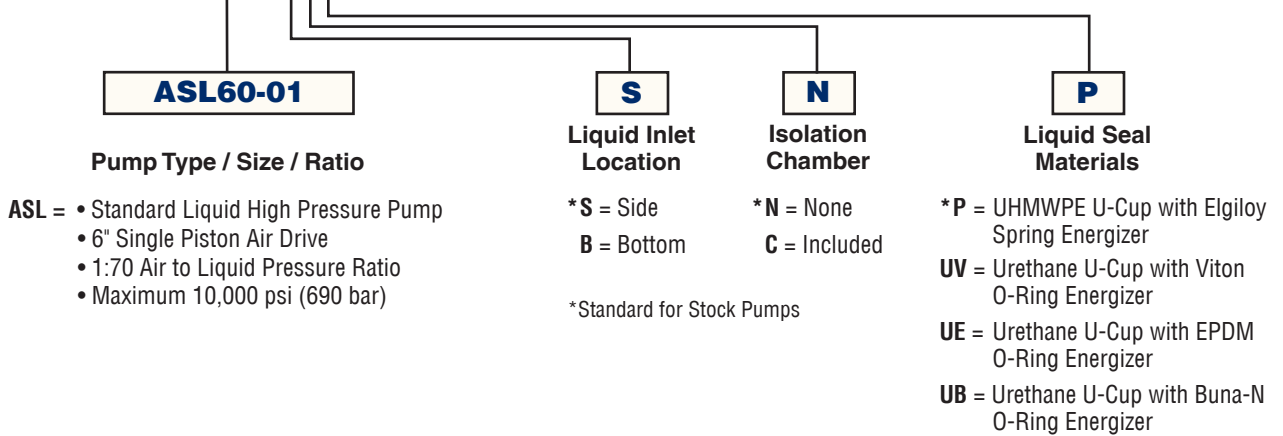 ASL60-01
S
N
P
Pump Type / Size / Ratio
Liquid Inlet
Location
Isolation
Chamber
Liquid Seal
Materials
ASL = • Standard Liquid High Pressure Pump
• 6" Single Piston Air Drive
• 1:70 Air to Liquid Pressure Ratio
• Maximum 10,000 psi (690 bar)
*S = Side
B = Bottom
*N = None
C = Included
*Standard for Stock Pumps
*P = UHMWPE U-Cup with Elgiloy
Spring Energizer
UV = Urethane U-Cup with Viton
O-Ring Energizer
UE = Urethane U-Cup with EPDM
O-Ring Energizer
UB = Urethane U-Cup with Buna-N
O-Ring Energizer